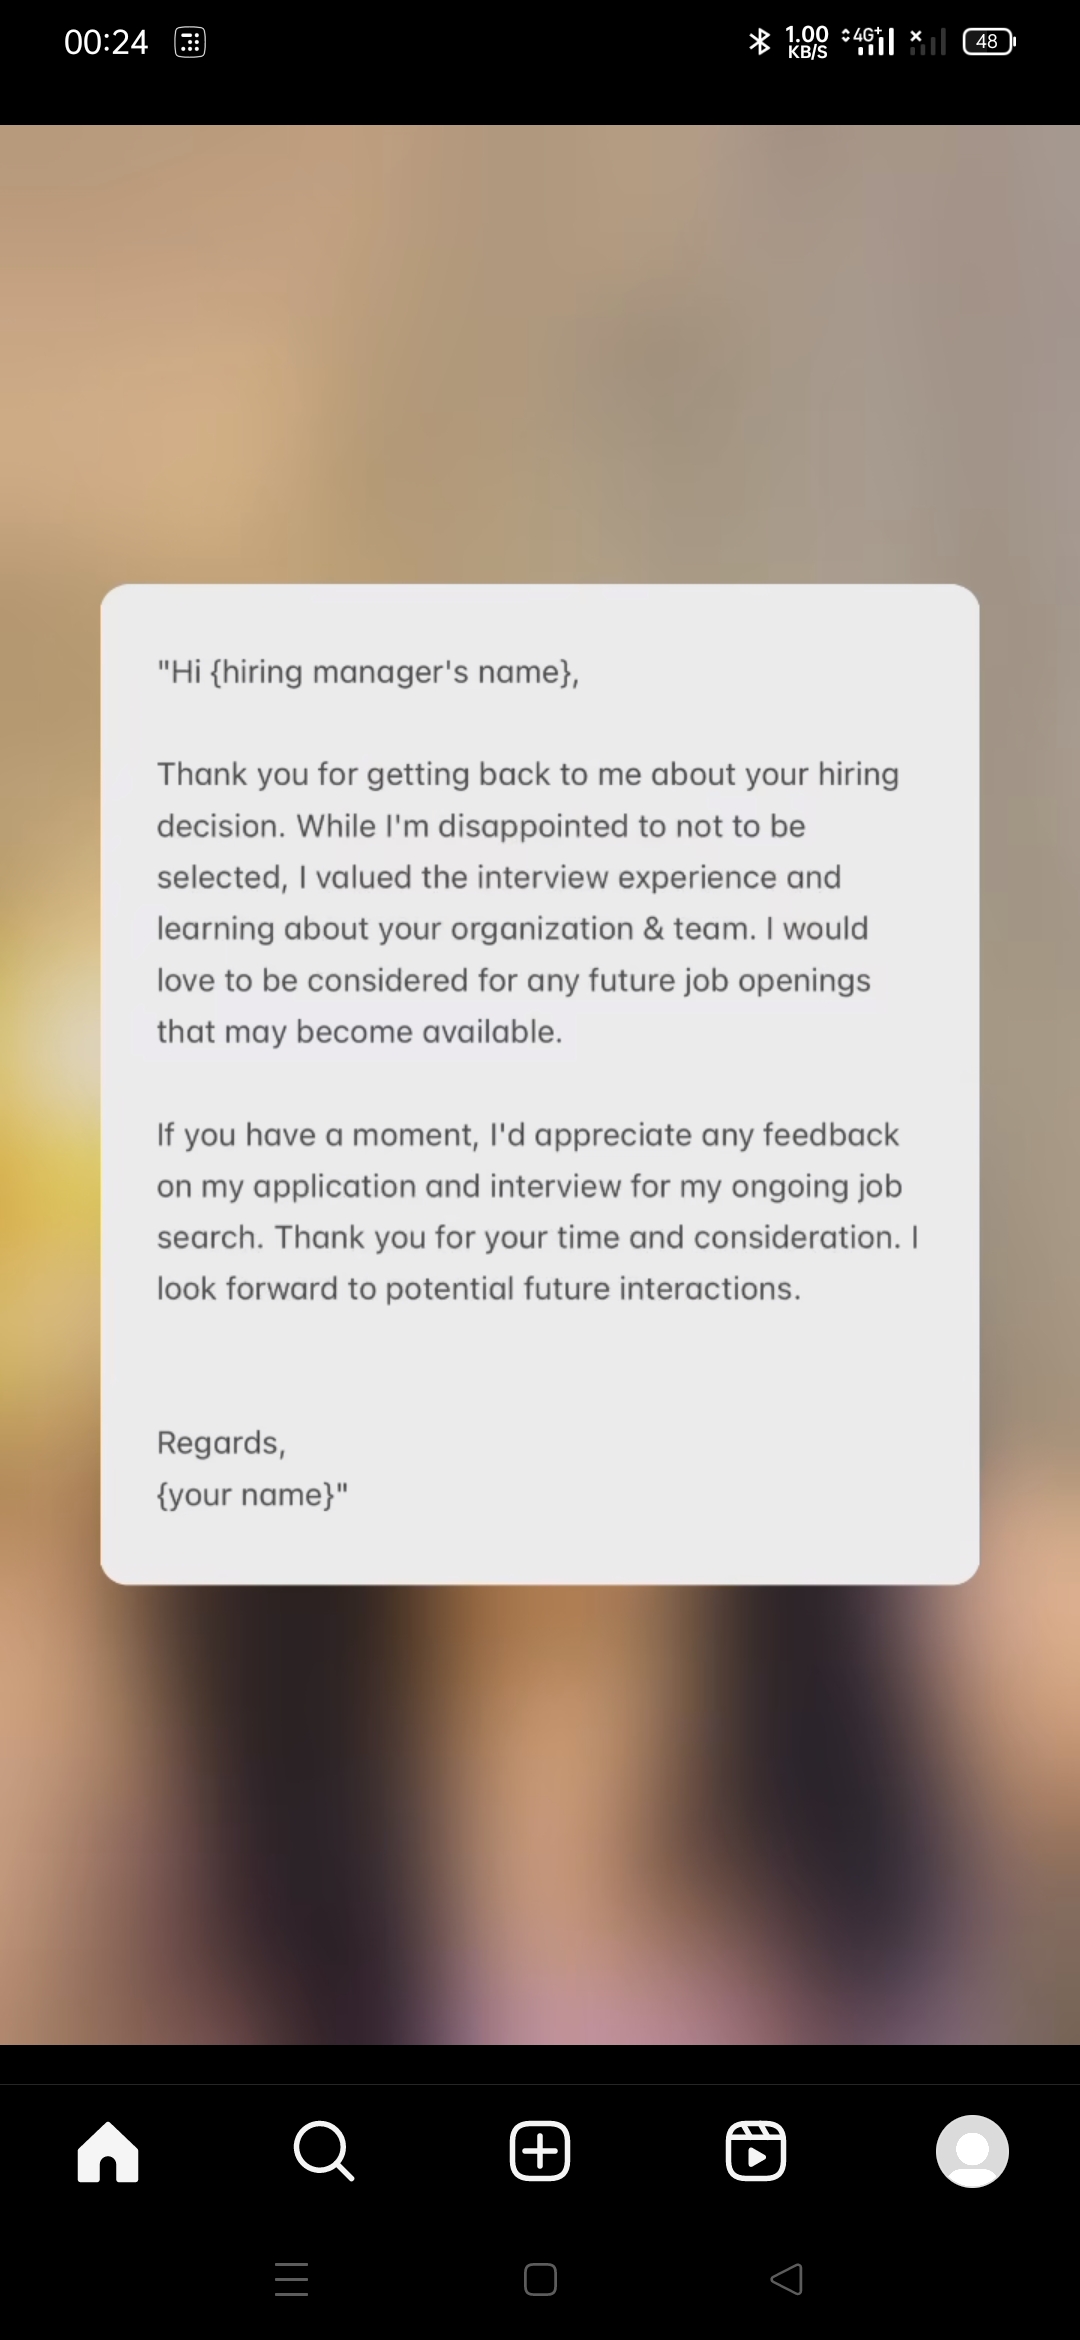 00:24
1.00
KB/S
4G+
48
"Hi {hiring manager's name},
Thank you for getting back to me about your hiring
decision. While I'm disappointed to not to be
selected, I valued the interview experience and
learning about your organization & team. I would
love to be considered for any future job openings
that may become available.
If you have a moment, I'd appreciate any feedback
on my application and interview for my ongoing job
search. Thank you for your time and consideration. I
look forward to potential future interactions.
Regards,
{your name}"